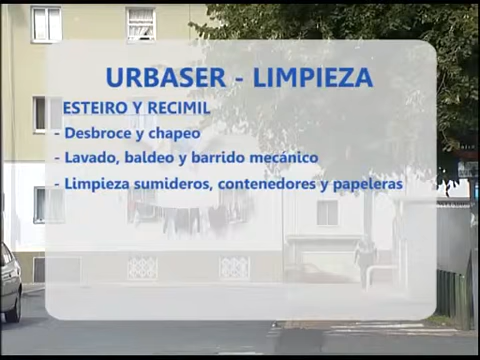 URBASER - LIMPIEZA
ESTEIRO Y RECIMIL
- Desbroce y chapeo
- Lavado, baldeo y barrido mecánico
- Limpieza sumideros, contenedores y papeleras